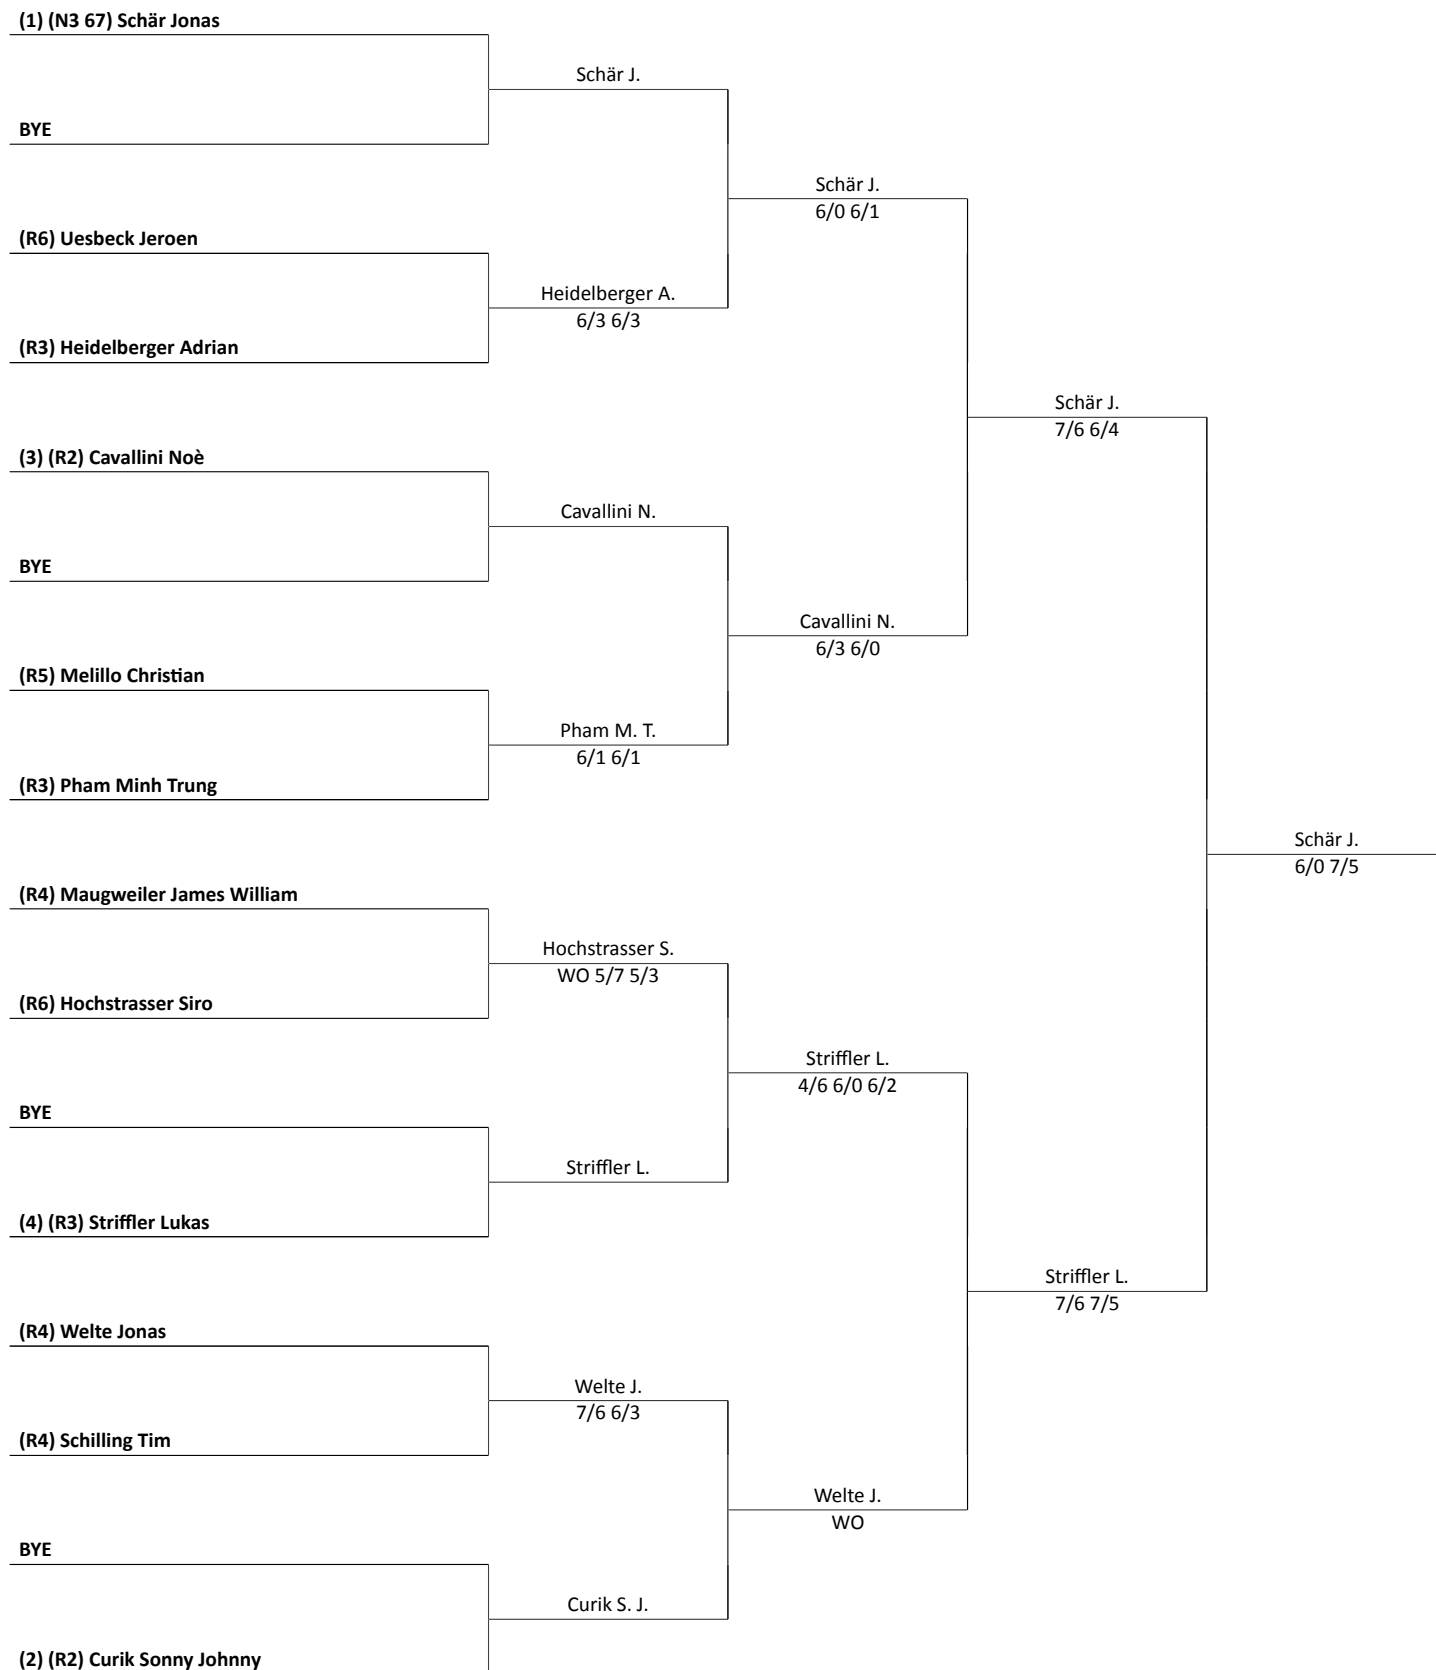 (1) (N3 67) Schär Jonas
Schär J.
BYE
Schär J.
6/0 6/1
(R6) Uesbeck Jeroen
Heidelberger A.
6/3 6/3
(R3) Heidelberger Adrian
Schär J.
7/6 6/4
(3) (R2) Cavallini Noè
Cavallini N.
BYE
Cavallini N.
6/3 6/0
(R5) Melillo Christian
Pham M. T.
6/1 6/1
(R3) Pham Minh Trung
Schär J.
6/0 7/5
(R4) Maugweiler James William
Hochstrasser S.
WO 5/7 5/3
(R6) Hochstrasser Siro
Striffler L.
4/6 6/0 6/2
BYE
Striffler L.
(4) (R3) Striffler Lukas
Striffler L.
7/6 7/5
(R4) Welte Jonas
Welte J.
7/6 6/3
(R4) Schilling Tim
Welte J.
WO
BYE
Curik S. J.
(2) (R2) Curik Sonny Johnny